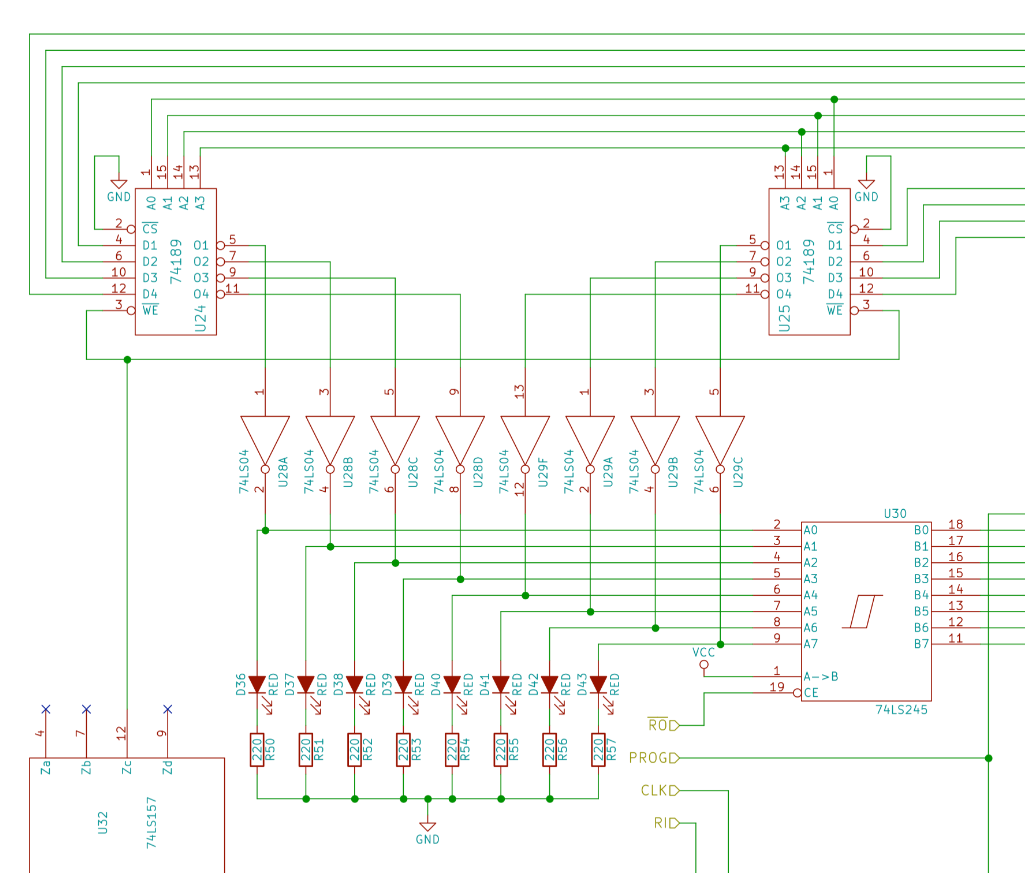 1 15 14 13
A0 A1 A2 A3
GND
2 CS
4 D1
6 D2
10 D3
12 D4
3 WE
O1 5
O2 7
O3 9
O4 11
74189
U24
13 14 15 1
A3 A2 A1 A0
GND
5 O1
7 O2
9 O3
11 O4
CS 2
D1 4
D2 6
D3 10
D4 12
WE 3
74189
U25
1 3 5 9 13 1 3 5
74LS04 U28A
74LS04 U28B
74LS04 U28C
74LS04 U28D
74LS04 U29F
74LS04 U29A
74LS04 U29B
74LS04 U29C
2 4 6 8 12 2 4 6
U30
2 A0 B0 18
3 A1 B1 17
4 A2 B2 16
5 A3 B3 15
6 A4 B4 14
7 A5 B5 13
8 A6 B6 12
9 A7 B7 11
VCC
1 A->B
19 CE
74LS245
D36 RED
D37 RED
D38 RED
D39 RED
D40 RED
D41 RED
D42 RED
D43 RED
220 R50
220 R51
220 R52
220 R53
220 R54
220 R55
220 R56
220 R57
GND
RO
PROG
CLK
RI
4 7 12 9
Za Zb Zc Zd
U32
74LS157